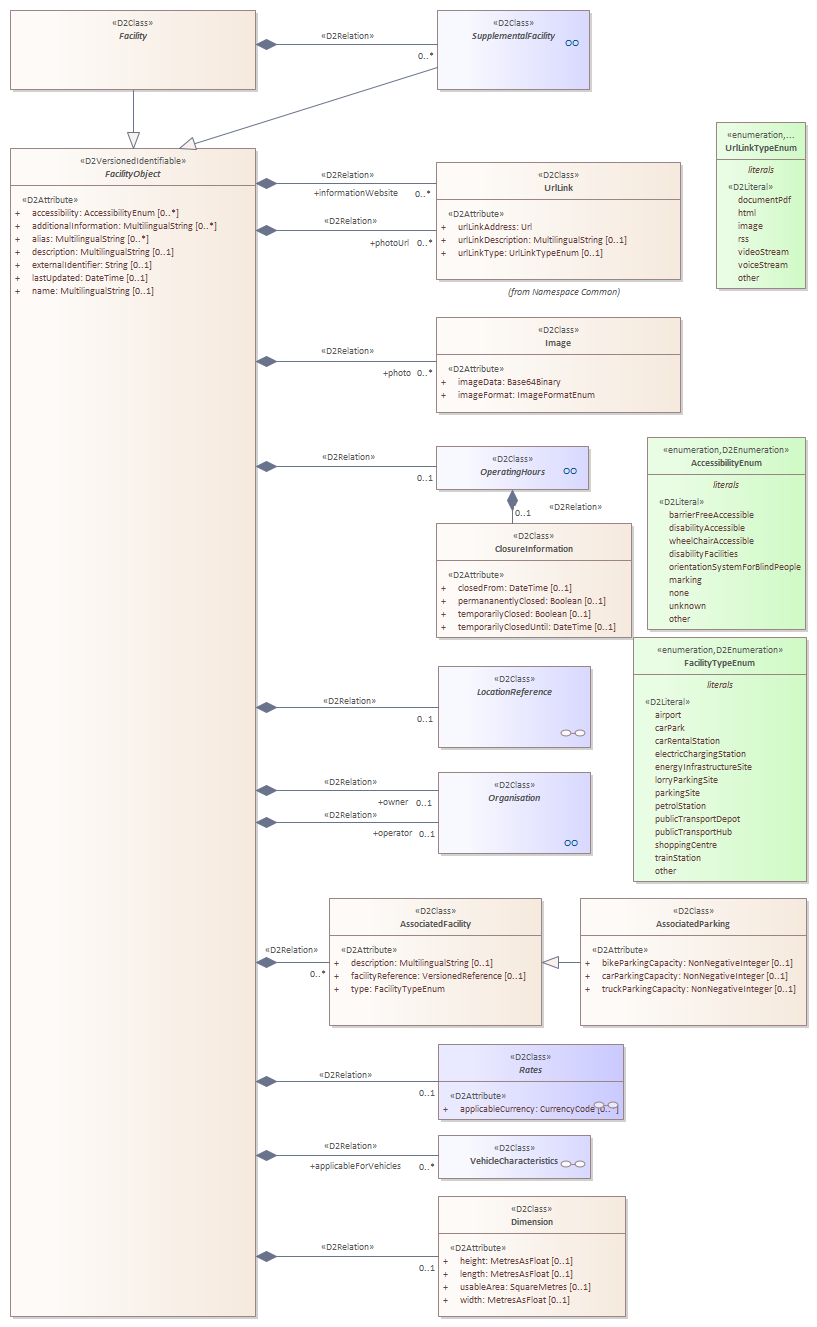 «D2Class»
Facility
«D2Relation»
0..*
«D2Class»
SupplementalFacility
«enumeration,...
UrlLinkTypeEnum
literals
«D2Literal»
documentPdf
html
image
rss
videoStream
voiceStream
other
«D2VersionedIdentifiable»
FacilityObject
«D2Attribute»
+ accessibility: AccessibilityEnum [0..*]
+ additionalInformation: MultilingualString [0..*]
+ alias: MultilingualString [0..*]
+ description: MultilingualString [0..1]
+ externalIdentifier: String [0..1]
+ lastUpdated: DateTime [0..1]
+ name: MultilingualString [0..1]
«D2Relation»
+informationWebsite 0..*
«D2Relation»
+photoUrl 0..*
«D2Class»
UrlLink
«D2Attribute»
+ urlLinkAddress: Url
+ urlLinkDescription: MultilingualString [0..1]
+ urlLinkType: UrlLinkTypeEnum [0..1]
(from Namespace Common)
«D2Relation»
+photo 0..*
«D2Class»
Image
«D2Attribute»
+ imageData: Base64Binary
+ imageFormat: ImageFormatEnum
«D2Relation»
0..1
«D2Class»
OperatingHours
0..1 «D2Relation»
«D2Class»
ClosureInformation
«D2Attribute»
+ closedFrom: DateTime [0..1]
+ permananentlyClosed: Boolean [0..1]
+ temporarilyClosed: Boolean [0..1]
+ temporarilyClosedUntil: DateTime [0..1]
«enumeration,D2Enumeration»
AccessibilityEnum
literals
«D2Literal»
barrierFreeAccessible
disabilityAccessible
wheelChairAccessible
disabilityFacilities
orientationSystemForBlindPeople
marking
none
unknown
other
«enumeration,D2Enumeration»
FacilityTypeEnum
literals
«D2Literal»
airport
carPark
carRentalStation
electricChargingStation
energyInfrastructureSite
lorryParkingSite
parkingSite
petrolStation
publicTransportDepot
publicTransportHub
shoppingCentre
trainStation
other
«D2Relation»
0..1
«D2Class»
LocationReference
«D2Relation»
+owner 0..1
«D2Relation»
+operator 0..1
«D2Class»
Organisation
«D2Relation»
0..*
«D2Class»
AssociatedFacility
«D2Attribute»
+ description: MultilingualString [0..1]
+ facilityReference: VersionedReference [0..1]
+ type: FacilityTypeEnum
«D2Class»
AssociatedParking
«D2Attribute»
+ bikeParkingCapacity: NonNegativeInteger [0..1]
+ carParkingCapacity: NonNegativeInteger [0..1]
+ truckParkingCapacity: NonNegativeInteger [0..1]
«D2Relation»
0..1
«D2Class»
Rates
«D2Attribute»
+ applicableCurrency: CurrencyCode
«D2Relation»
+applicableForVehicles 0..*
«D2Class»
VehicleCharacteristics
«D2Relation»
0..1
«D2Class»
Dimension
«D2Attribute»
+ height: MetresAsFloat [0..1]
+ length: MetresAsFloat [0..1]
+ usableArea: SquareMetres [0..1]
+ width: MetresAsFloat [0..1]